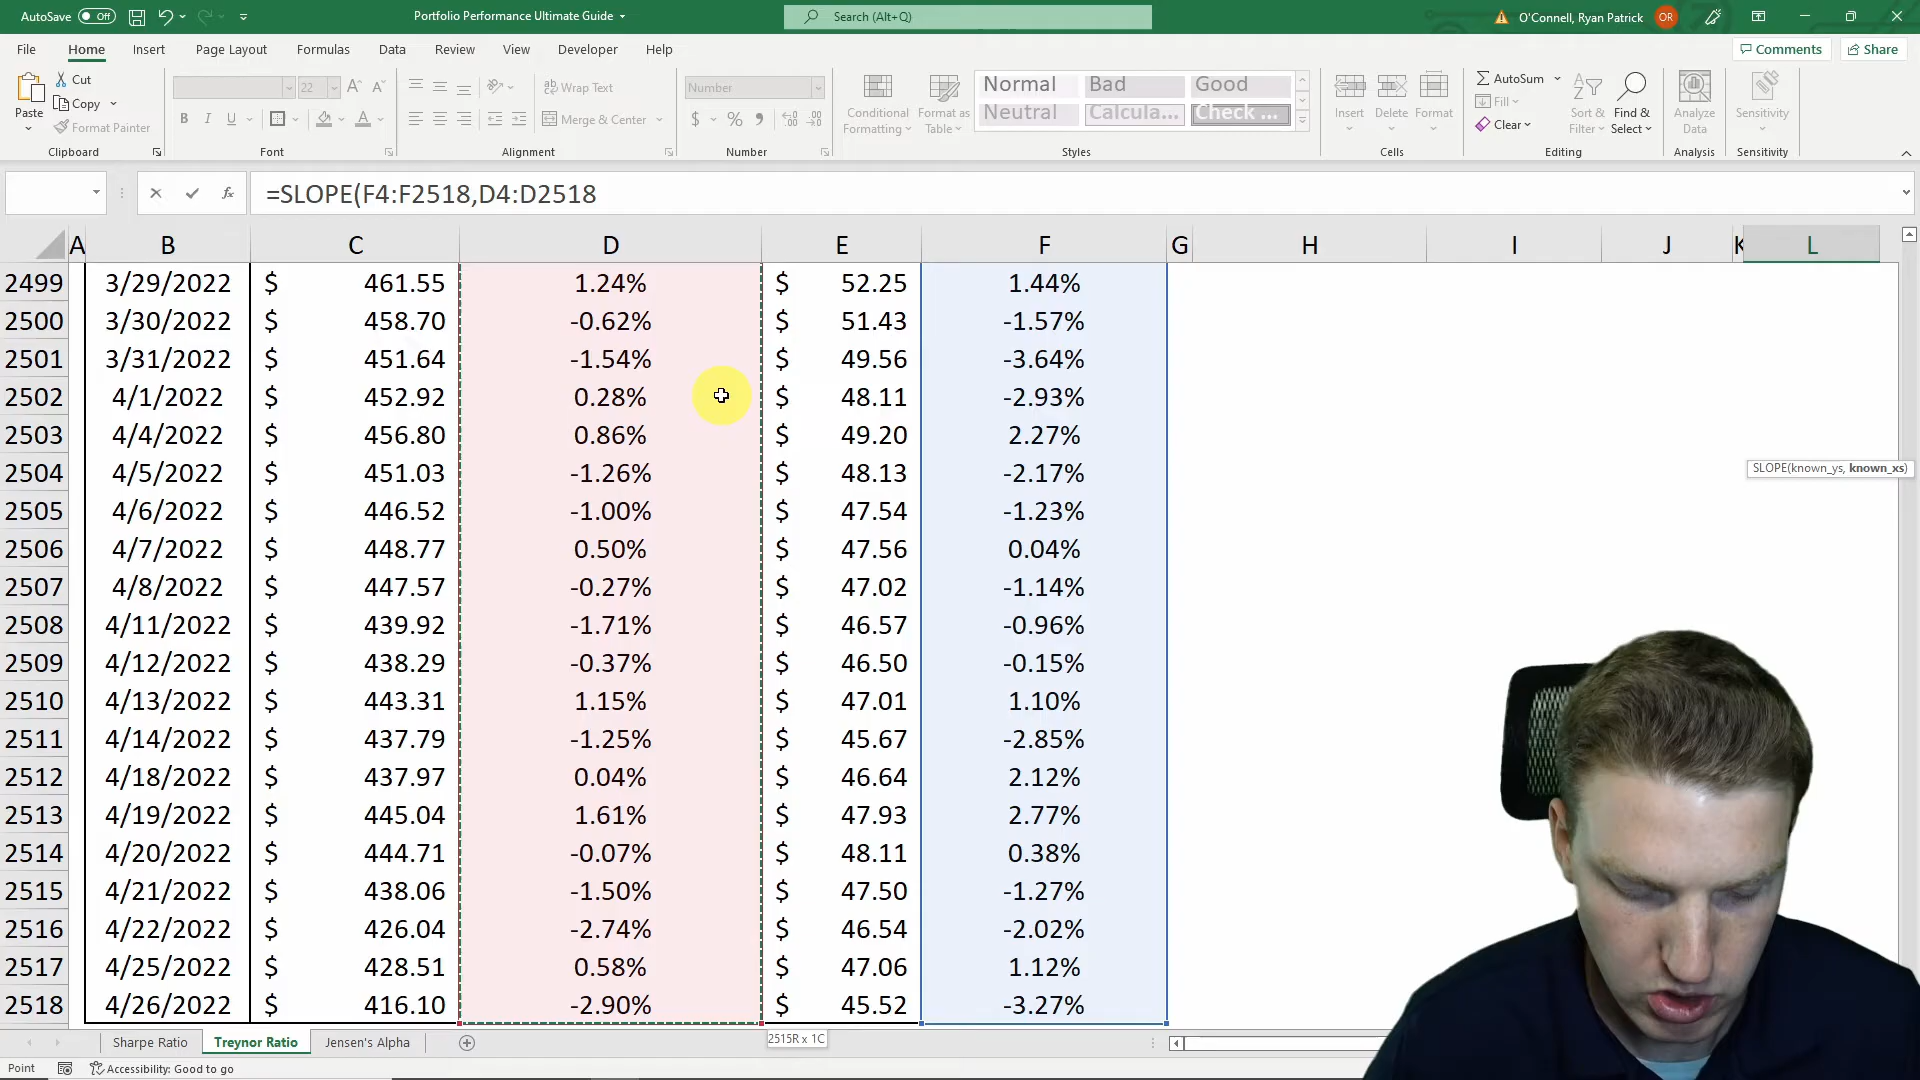 AutoSave Off
Portfolio Performance Ultimate Guide
Search (Alt+Q)
O'Connell, Ryan Patrick OR
File Home Insert Page Layout Formulas Data Review View Developer Help
Comments Share
Paste
Cut
Copy
Format Painter
Clipboard
22
B I U
Font
Wrap Text
Merge & Center
Alignment
Number
$ % 9
Number
Conditional Formatting
Format as Table
Normal Bad Good
Neutral Calcula... Check ...
Styles
Insert Delete Format
Cells
AutoSum
Fill
Clear
Sort & Filter
Find & Select
Editing
Analyze Data
Analysis
Sensitivity
Sensitivity
fx =SLOPE(F4:F2518,D4:D2518
A B C D E F G H I J K L
2499 3/29/2022 $ 461.55 1.24% $ 52.25 1.44%
2500 3/30/2022 $ 458.70 -0.62% $ 51.43 -1.57%
2501 3/31/2022 $ 451.64 -1.54% $ 49.56 -3.64%
2502 4/1/2022 $ 452.92 0.28% $ 48.11 -2.93%
2503 4/4/2022 $ 456.80 0.86% $ 49.20 2.27%
2504 4/5/2022 $ 451.03 -1.26% $ 48.13 -2.17%
SLOPE(known_ys, known_xs)
2505 4/6/2022 $ 446.52 -1.00% $ 47.54 -1.23%
2506 4/7/2022 $ 448.77 0.50% $ 47.56 0.04%
2507 4/8/2022 $ 447.57 -0.27% $ 47.02 -1.14%
2508 4/11/2022 $ 439.92 -1.71% $ 46.57 -0.96%
2509 4/12/2022 $ 438.29 -0.37% $ 46.50 -0.15%
2510 4/13/2022 $ 443.31 1.15% $ 47.01 1.10%
2511 4/14/2022 $ 437.79 -1.25% $ 45.67 -2.85%
2512 4/18/2022 $ 437.97 0.04% $ 46.64 2.12%
2513 4/19/2022 $ 445.04 1.61% $ 47.93 2.77%
2514 4/20/2022 $ 444.71 -0.07% $ 48.11 0.38%
2515 4/21/2022 $ 438.06 -1.50% $ 47.50 -1.27%
2516 4/22/2022 $ 426.04 -2.74% $ 46.54 -2.02%
2517 4/25/2022 $ 428.51 0.58% $ 47.06 1.12%
2518 4/26/2022 $ 416.10 -2.90% $ 45.52 -3.27%
2515R x 1C
Sharpe Ratio Treynor Ratio Jensen's Alpha
Point Accessibility: Good to go